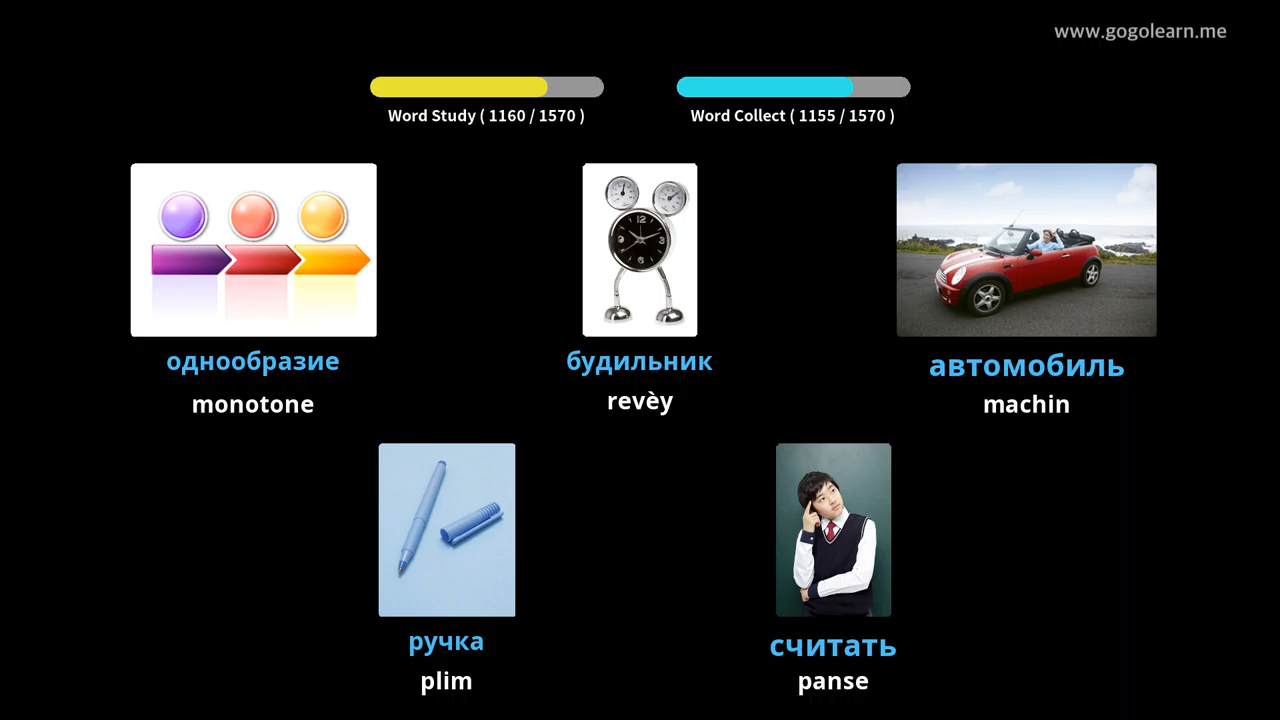 www.gogolearn.me
Word Study ( 1160 / 1570 )
Word Collect ( 1155 / 1570 )
однообразие
monotone
будильник
revèy
автомобиль
machin
ручка
plim
считать
panse